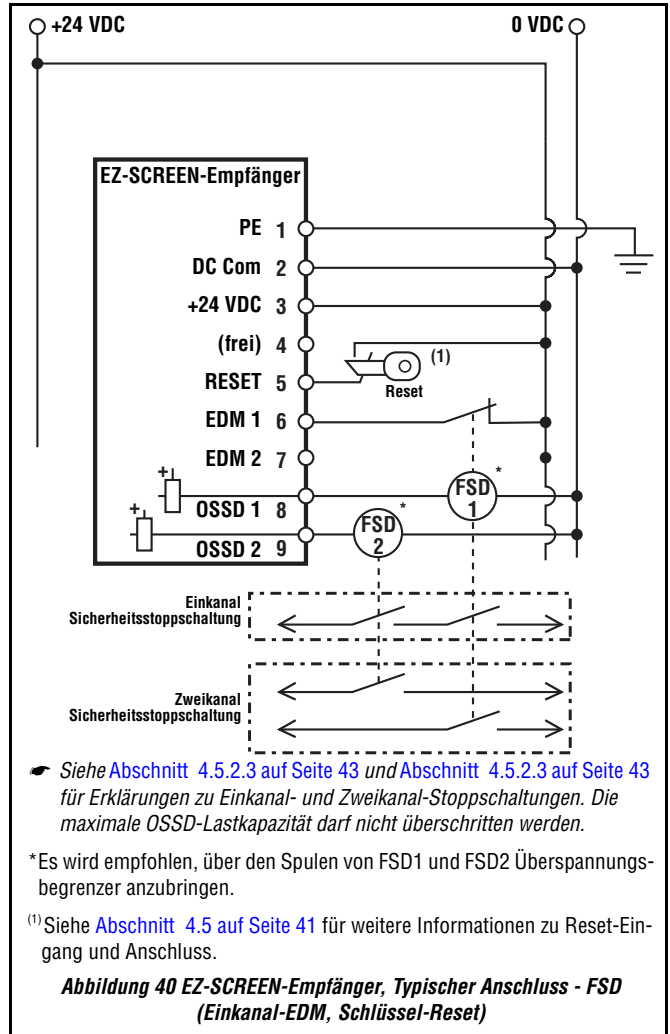 +24 VDC
0 VDC
EZ-SCREEN-Empfänger
PE 1
DC Com 2
+24 VDC 3
(frei) 4
(1)
RESET 5
Reset
EDM 1 6
EDM 2 7
+
OSSD 1 8
FSD 1 *
+
OSSD 2 9
FSD 2 *
Einkanal
Sicherheitsstoppschaltung
Zweikanal
Sicherheitsstoppschaltung
☛ Siehe Abschnitt 4.5.2.3 auf Seite 43 und Abschnitt 4.5.2.3 auf Seite 43
für Erklärungen zu Einkanal- und Zweikanal-Stoppschaltungen. Die
maximale OSSD-Lastkapazität darf nicht überschritten werden.
*Es wird empfohlen, über den Spulen von FSD1 und FSD2 Überspannungs-
begrenzer anzubringen.
(1) Siehe Abschnitt 4.5 auf Seite 41 für weitere Informationen zu Reset-Ein-
gang und Anschluss.
Abbildung 40 EZ-SCREEN-Empfänger, Typischer Anschluss - FSD
(Einkanal-EDM, Schlüssel-Reset)